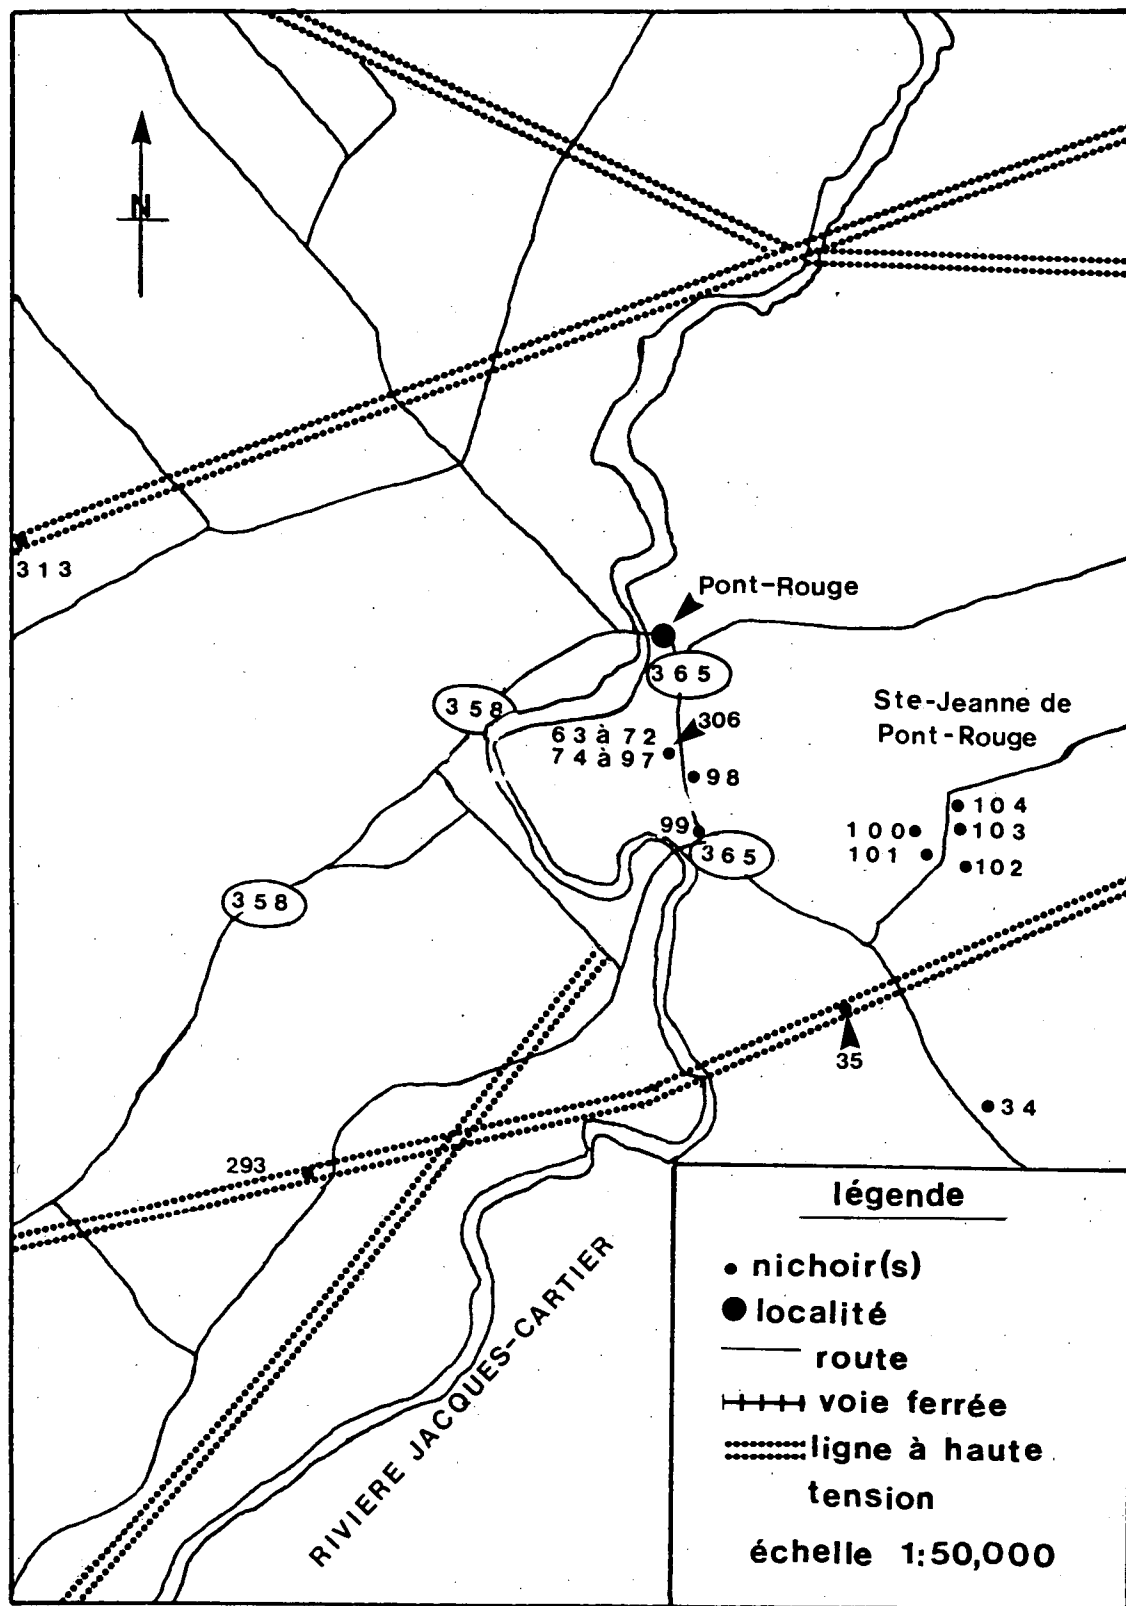 N
313
Pont-Rouge
365
358
Ste-Jeanne de
Pont-Rouge
306
63 à 72
74 à 97
98
104
99
100
103
365
101
102
358
35
34
293
RIVIERE JACQUES-CARTIER
légende
nichoir(s)
localité
route
voie ferrée
ligne à haute
tension
échelle 1:50,000